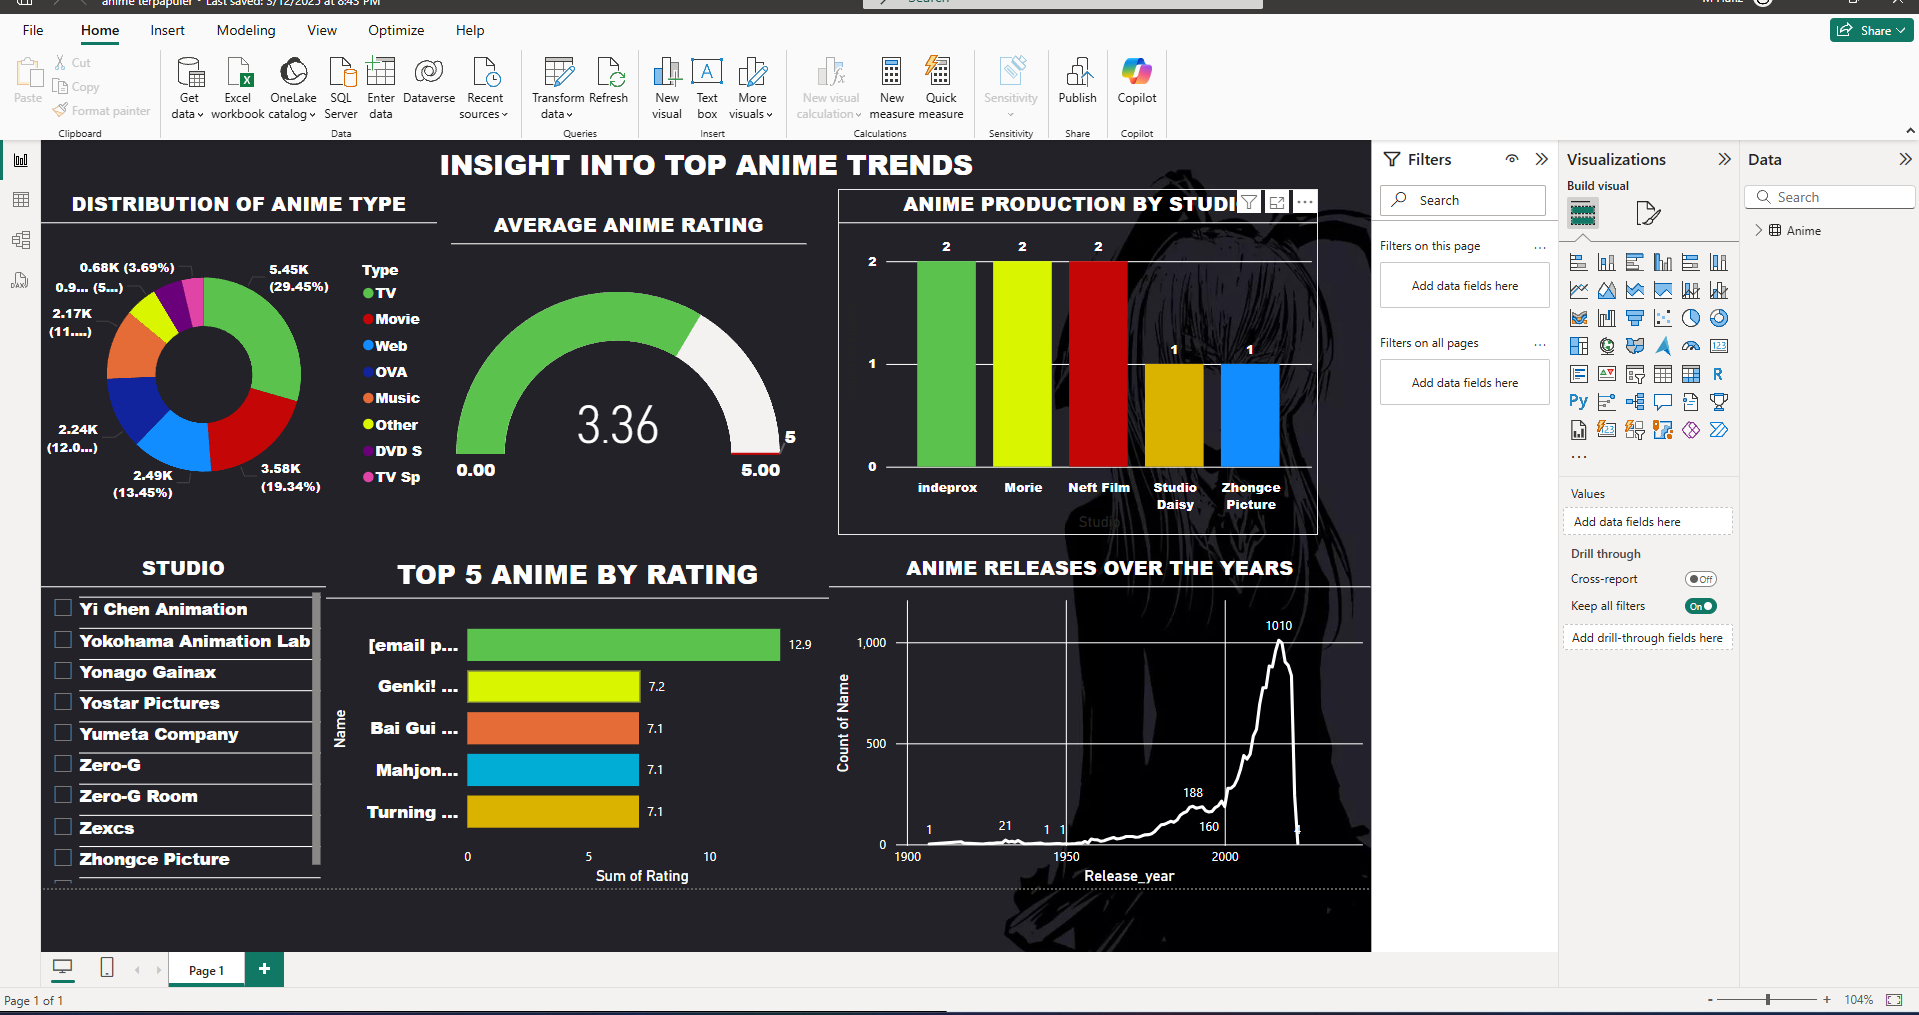 anime terpapuler • Last saved: 3/12/2025 at 8:43 PM
Search
File
Home
Insert
Modeling
View
Optimize
Help
Share
Paste
Cut
Copy
Format painter
Clipboard
Get data
Excel workbook
OneLake catalog
SQL Server
Enter data
Dataverse
Recent sources
Data
Transform data
Refresh
Queries
New visual
Text box
More visuals
Insert
New visual calculation
New measure
Quick measure
Calculations
Sensitivity
Sensitivity
Publish
Share
Copilot
Copilot
INSIGHT INTO TOP ANIME TRENDS
DISTRIBUTION OF ANIME TYPE
0.68K (3.69%)
0.9... (5...)
2.17K
(11....)
2.24K
(12.0...)
2.49K
(13.45%)
3.58K
(19.34%)
5.45K
(29.45%)
Type
TV
Movie
Web
OVA
Music
Other
DVD S
TV Sp
AVERAGE ANIME RATING
3.36
0.00
5.00
5
ANIME PRODUCTION BY STUDI
2
2
2
1
1
2
1
0
indeprox
Morie
Neft Film
Studio
Daisy
Zhongce
Picture
Studio
STUDIO
Yi Chen Animation
Yokohama Animation Lab
Yonago Gainax
Yostar Pictures
Yumeta Company
Zero-G
Zero-G Room
Zexcs
Zhongce Picture
TOP 5 ANIME BY RATING
Name
[email p...
12.9
Genki! ...
7.2
Bai Gui ...
7.1
Mahjon...
7.1
Turning ...
7.1
0
5
10
Sum of Rating
ANIME RELEASES OVER THE YEARS
Count of Name
1,000
500
0
1
21
1
1
188
160
1010
4
1900
1950
2000
Release_year
Filters
Search
Filters on this page
...
Add data fields here
Filters on all pages
...
Add data fields here
Visualizations
Build visual
123
R
Py
123
...
Values
Add data fields here
Drill through
Cross-report
Off
Keep all filters
On
Add drill-through fields here
Data
Search
Anime
Page 1
+
Page 1 of 1
-
+
104%